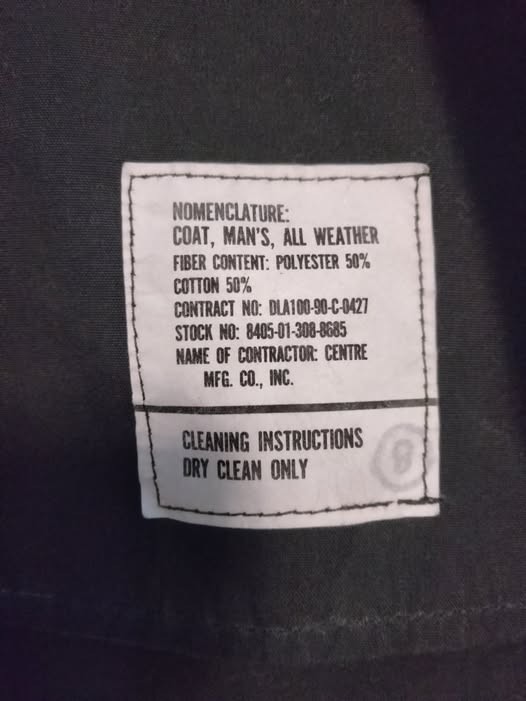 NOMENCLATURE:
COAT, MAN'S, ALL WEATHER
FIBER CONTENT: POLYESTER 50%
COTTON 50%
CONTRACT NO: DLA100-90-C-0427
STOCK NO: 8405-01-308-8685
NAME OF CONTRACTOR: CENTRE
MFG. CO., INC.
CLEANING INSTRUCTIONS
DRY CLEAN ONLY